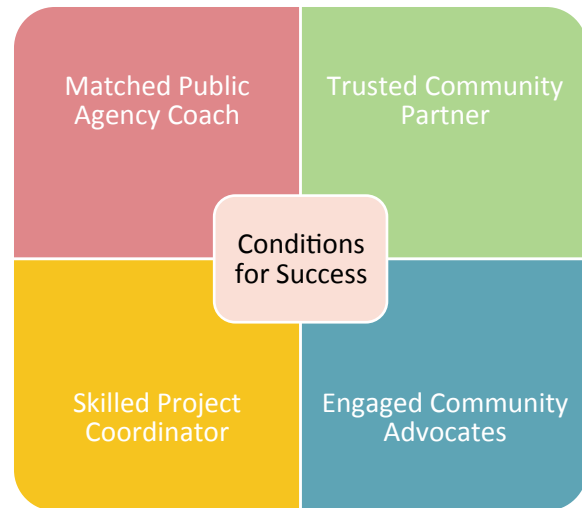 Matched Public
Agency Coach
Trusted Community
Partner
Conditions
for Success
Skilled Project
Coordinator
Engaged Community
Advocates